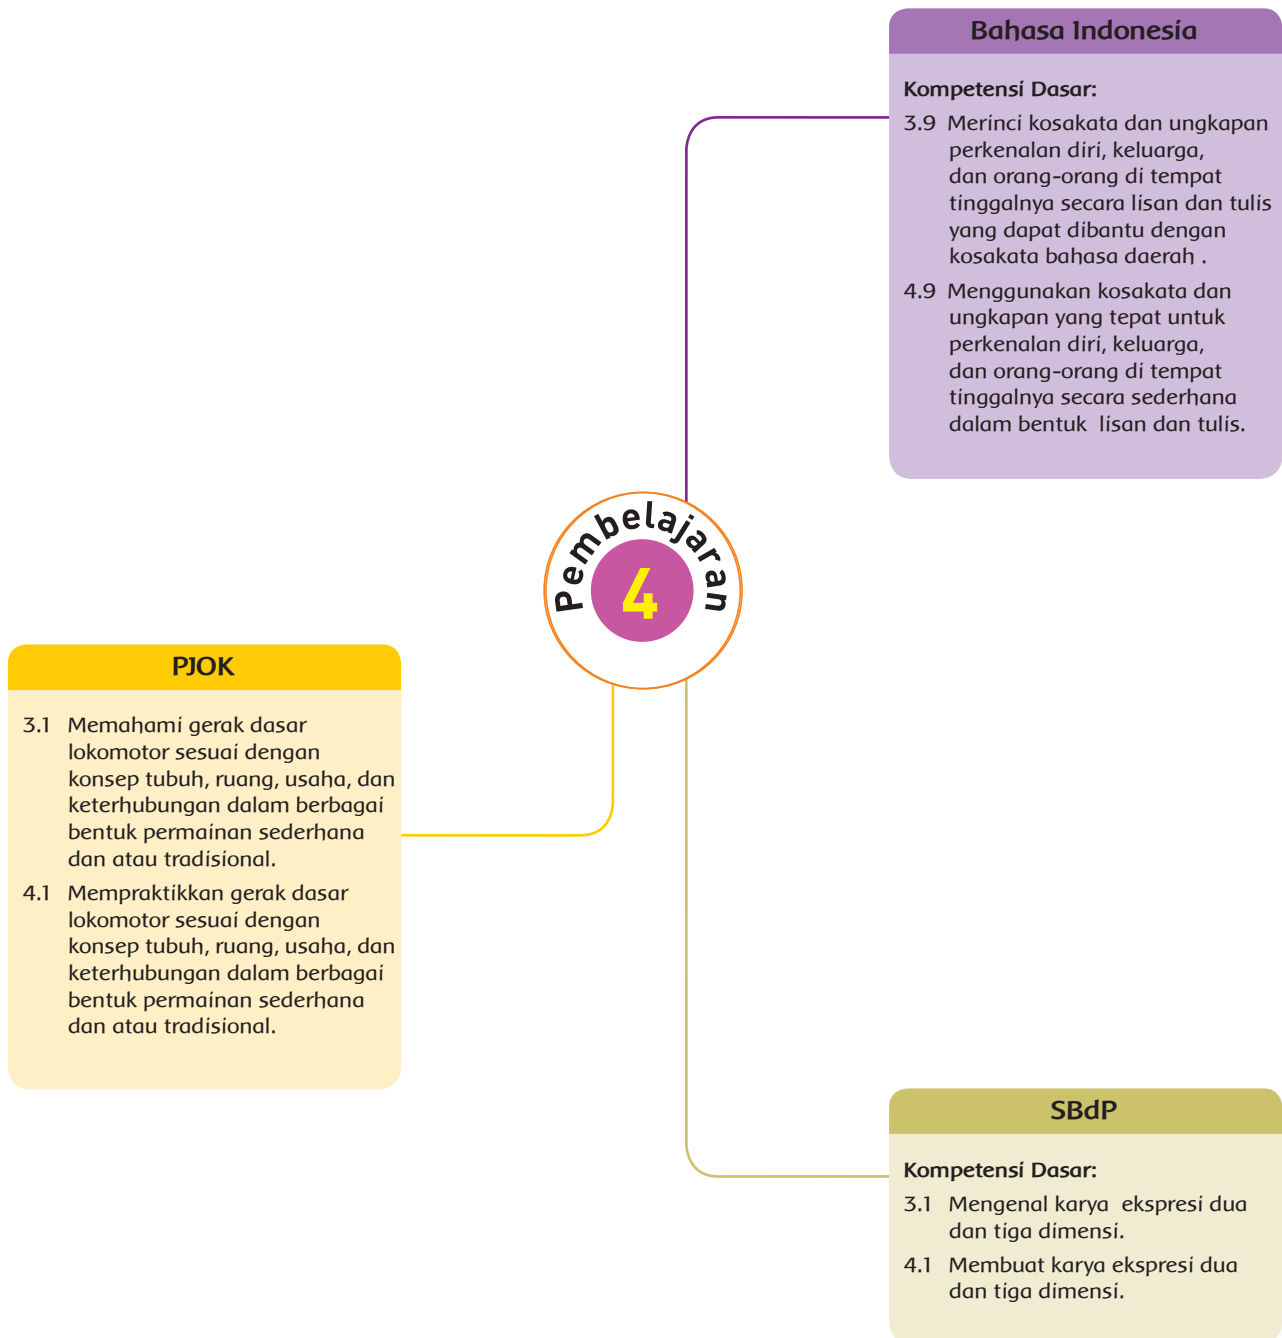 Bahasa Indonesia
Kompetensi Dasar:
3.9 Merinci kosakata dan ungkapan
perkenalan diri, keluarga,
dan orang-orang di tempat
tinggalnya secara lisan dan tulis
yang dapat dibantu dengan
kosakata bahasa daerah .
4.9 Menggunakan kosakata dan
ungkapan yang tepat untuk
perkenalan diri, keluarga,
dan orang-orang di tempat
tinggalnya secara sederhana
dalam bentuk lisan dan tulis.
Pembelajaran
4
PJOK
3.1 Memahami gerak dasar
lokomotor sesuai dengan
konsep tubuh, ruang, usaha, dan
keterhubungan dalam berbagai
bentuk permainan sederhana
dan atau tradisional.
4.1 Mempraktikkan gerak dasar
lokomotor sesuai dengan
konsep tubuh, ruang, usaha, dan
keterhubungan dalam berbagai
bentuk permainan sederhana
dan atau tradisional.
SBdP
Kompetensi Dasar:
3.1 Mengenal karya ekspresi dua
dan tiga dimensi.
4.1 Membuat karya ekspresi dua
dan tiga dimensi.